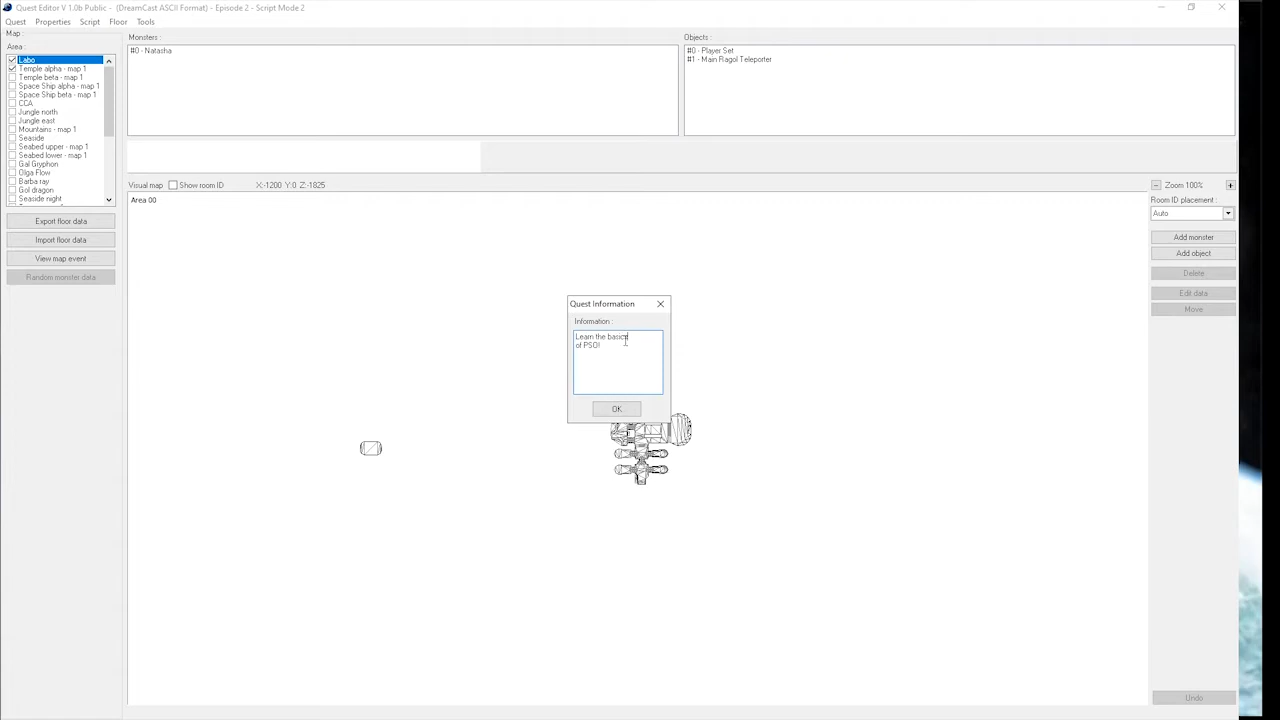 Quest Editor V 1.0b Public - (DreamCast ASCII Format) - Episode 2 - Script Mode 2
Quest Properties Script Floor Tools
Map :
Area :
Labo
Temple alpha - map 1
Temple beta - map 1
Space Ship alpha - map 1
Space Ship beta - map 1
CCA
Jungle north
Jungle east
Mountains - map 1
Seaside
Seabed upper - map 1
Seabed lower - map 1
Gal Gryphon
Olga Flow
Barba ray
Gol dragon
Seaside night
Export floor data
Import floor data
View map event
Random monster data
Monsters :
#0 - Natasha
Objects :
#0 - Player Set
#1 - Main Ragol Teleporter
Visual map Show room ID X:-1200 Y:0 Z:-1825
Area 00
Zoom 100%
Room ID placement :
Auto
Add monster
Add object
Delete
Edit data
Move
Undo
Quest Information
Information :
Learn the basics
of PSO!
OK